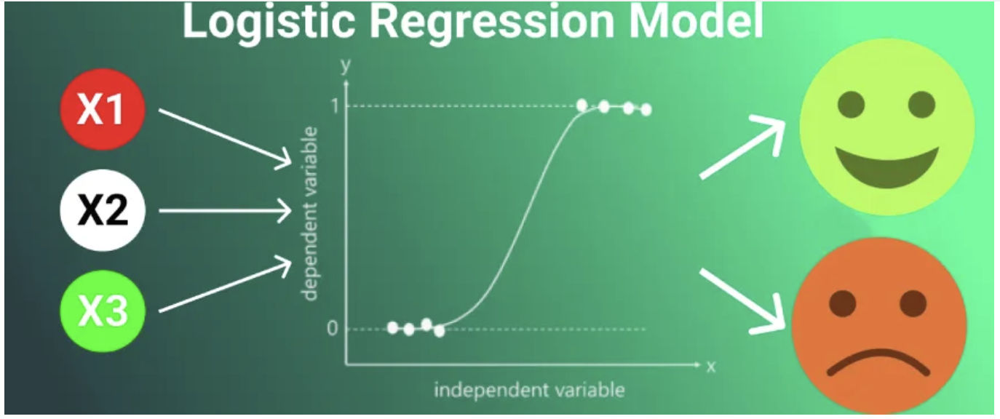 Logistic Regression Model
X1
X2
X3
y
1
dependent variable
0
x
independent variable